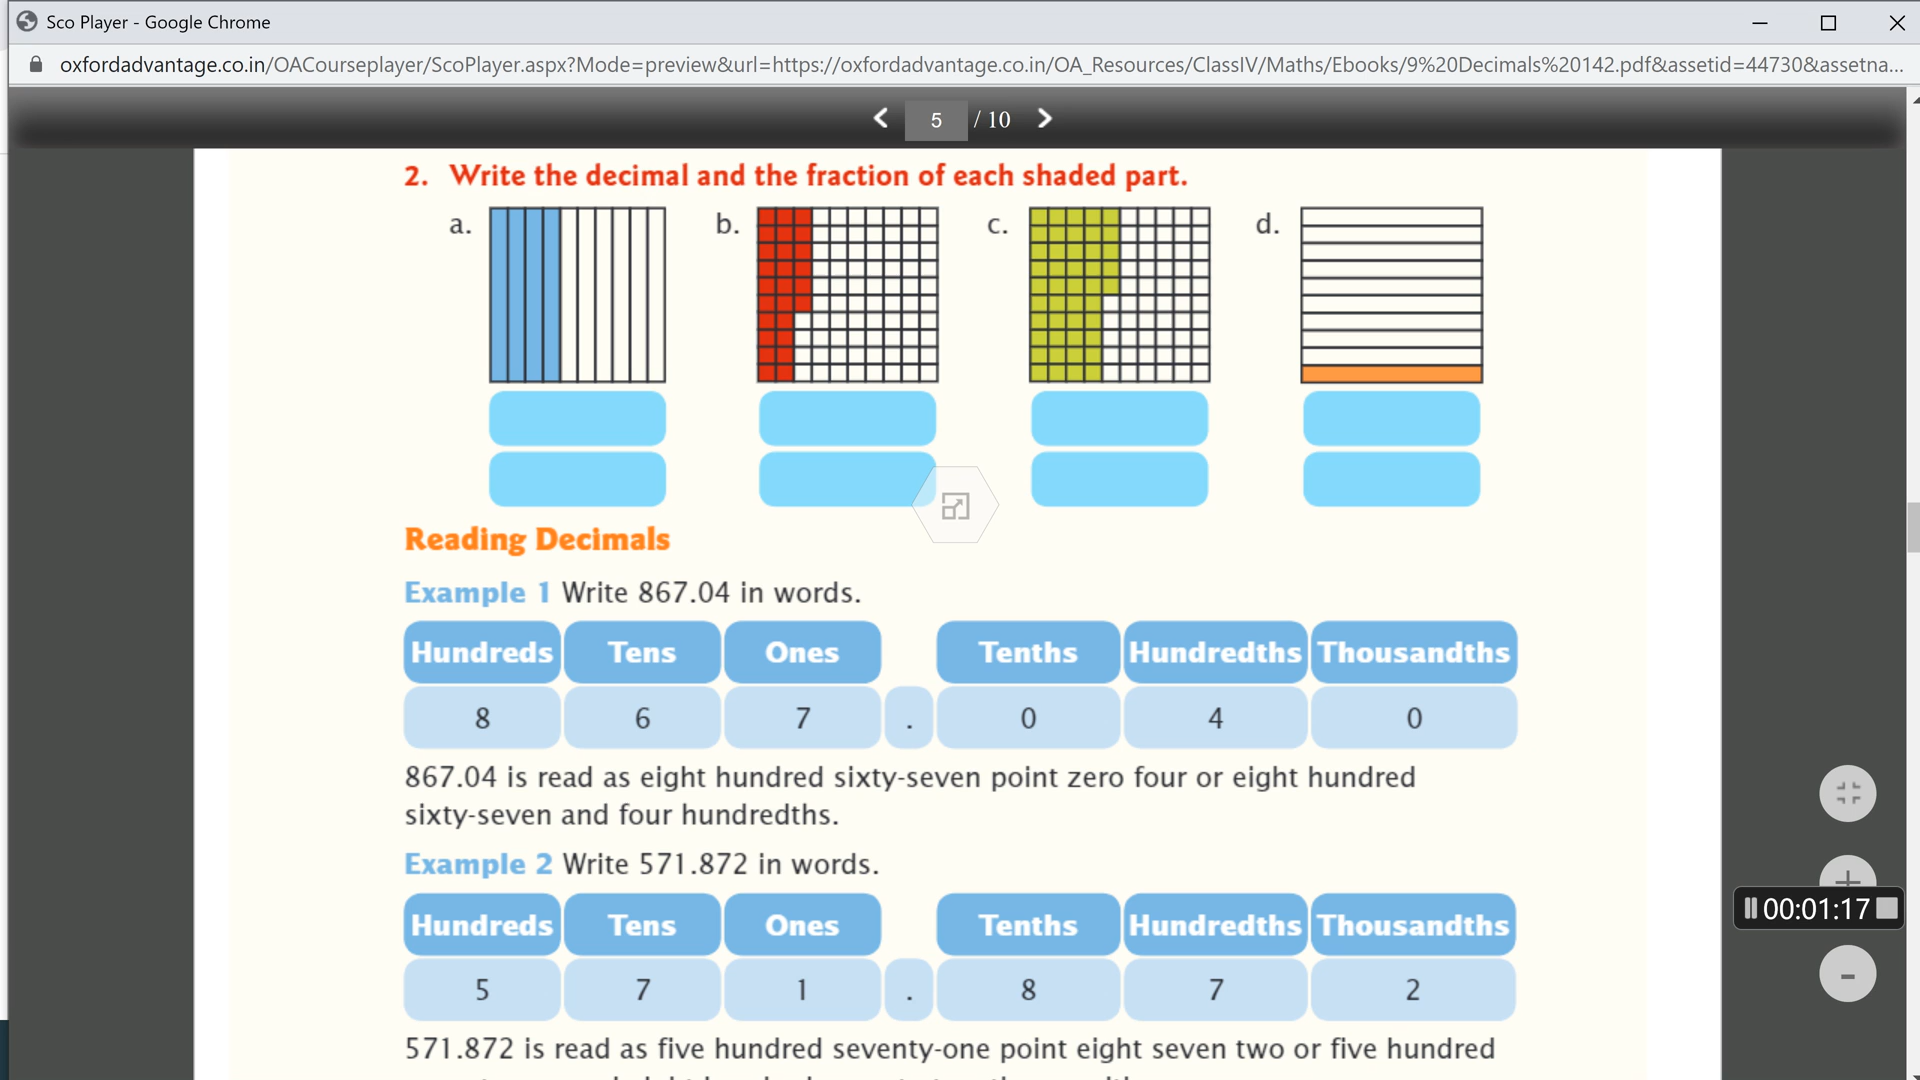 Sco Player - Google Chrome
oxfordadvantage.co.in/OACourseplayer/ScoPlayer.aspx?Mode=preview&url=https://oxfordadvantage.co.in/OA_Resources/ClassIV/Maths/Ebooks/9%20Decimals%20142.pdf&assetid=44730&assetna...
5 / 10
2. Write the decimal and the fraction of each shaded part.
a. b. c. d.
Reading Decimals
Example 1 Write 867.04 in words.
Hundreds Tens Ones Tenths Hundredths Thousandths
8 6 7 . 0 4 0
867.04 is read as eight hundred sixty-seven point zero four or eight hundred
sixty-seven and four hundredths.
Example 2 Write 571.872 in words.
Hundreds Tens Ones Tenths Hundredths Thousandths
00:01:17
5 7 1 . 8 7 2
571.872 is read as five hundred seventy-one point eight seven two or five hundred